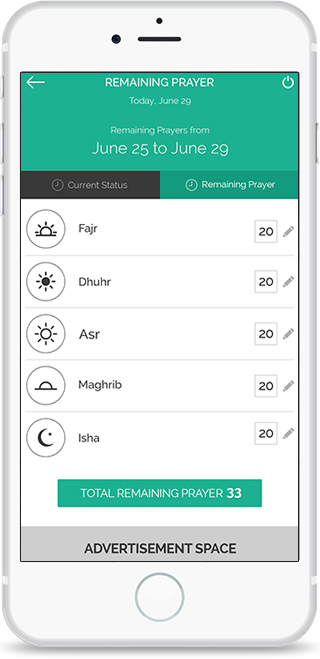 REMAINING PRAYER
Today, June 29
Remaining Prayers from
June 25 to June 29
Current Status
Remaining Prayer
Fajr
20
Dhuhr
20
Asr
20
Maghrib
20
Isha
20
TOTAL REMAINING PRAYER 33
ADVERTISEMENT SPACE